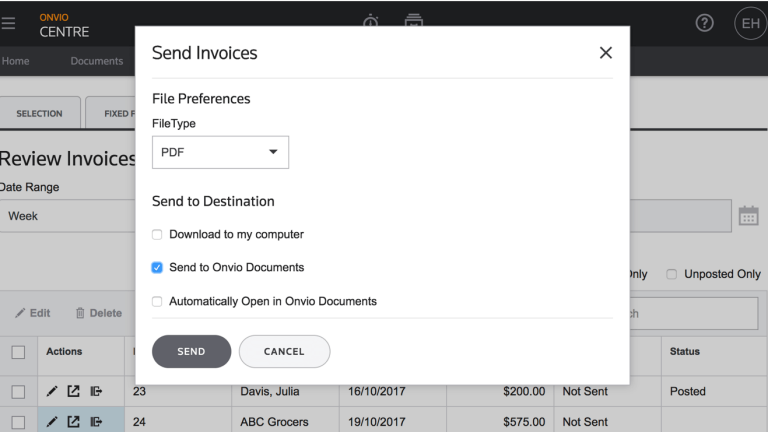 ONVIO
CENTRE
EH
Home
Documents
Send Invoices
File Preferences
FileType
PDF
Send to Destination
Download to my computer
Send to Onvio Documents
Automatically Open in Onvio Documents
SEND
CANCEL
SELECTION
FIXED
Review Invoices
Date Range
Week
Unposted Only
Edit
Delete
Actions
Status
23
Davis, Julia
16/10/2017
$200.00
Not Sent
Posted
24
ABC Grocers
19/10/2017
$575.00
Not Sent